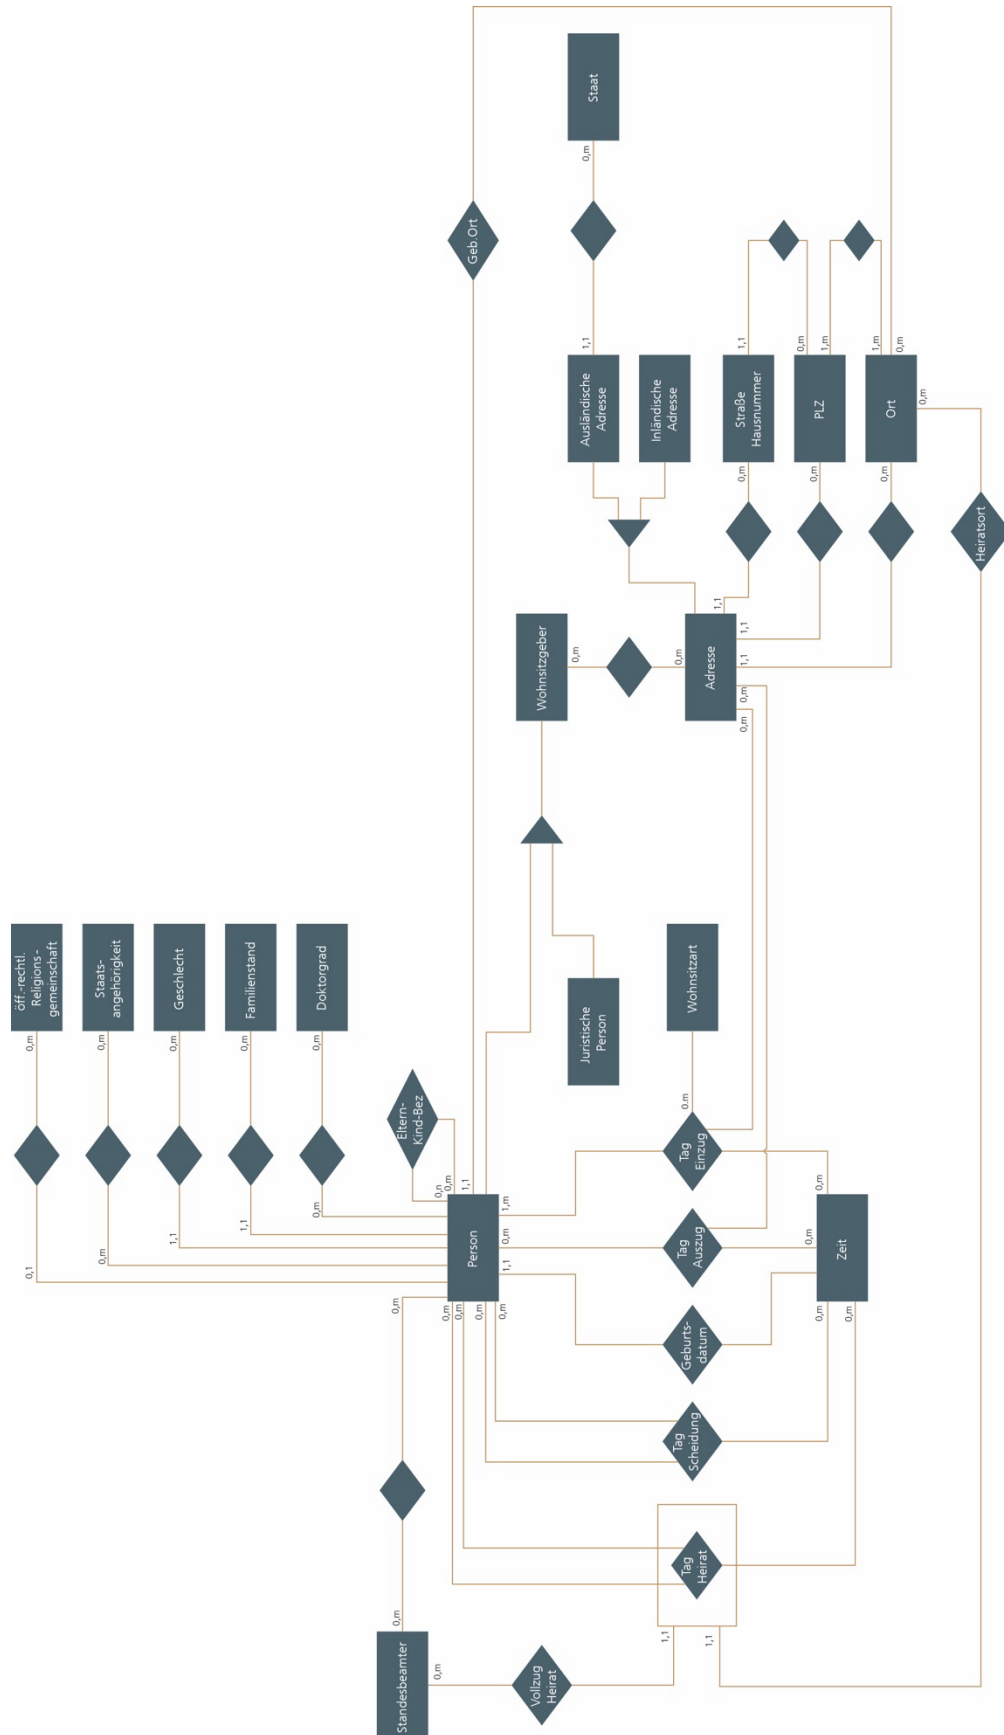 0,1
0,m
öff.-rechtl.
Religions-
gemeinschaft
0,m
0,m
Staats-
angehörigkeit
1,1
0,m
Geschlecht
1,1
0,m
Familienstand
0,m
0,m
Doktorgrad
Standesbeamter
0,m
0,m
Eltern-
Kind-Bez
0,m
0,m
0,m
0,m
0,m
Person
0,n
0,m
1,1
Geb.Ort
1,1
0,m
1,m
Vollzug
Heirat
Wohnsitzgeber
0,m
Juristische
Person
Ausländische
Adresse
1,1
0,m
Staat
Inländische
Adresse
1,1
1,1
Tag
Heirat
Tag
Scheidung
Geburts-
datum
Tag
Auszug
Tag
Einzug
0,m
Wohnsitzart
0,m
Adresse
0,m
0,m
1,1
1,1
1,1
0,m
Straße
Hausnummer
1,1
0,m
PLZ
0,m
1,m
0,m
0,m
Zeit
0,m
0,m
0,m
Ort
1,m
0,m
0,m
Heiratsort